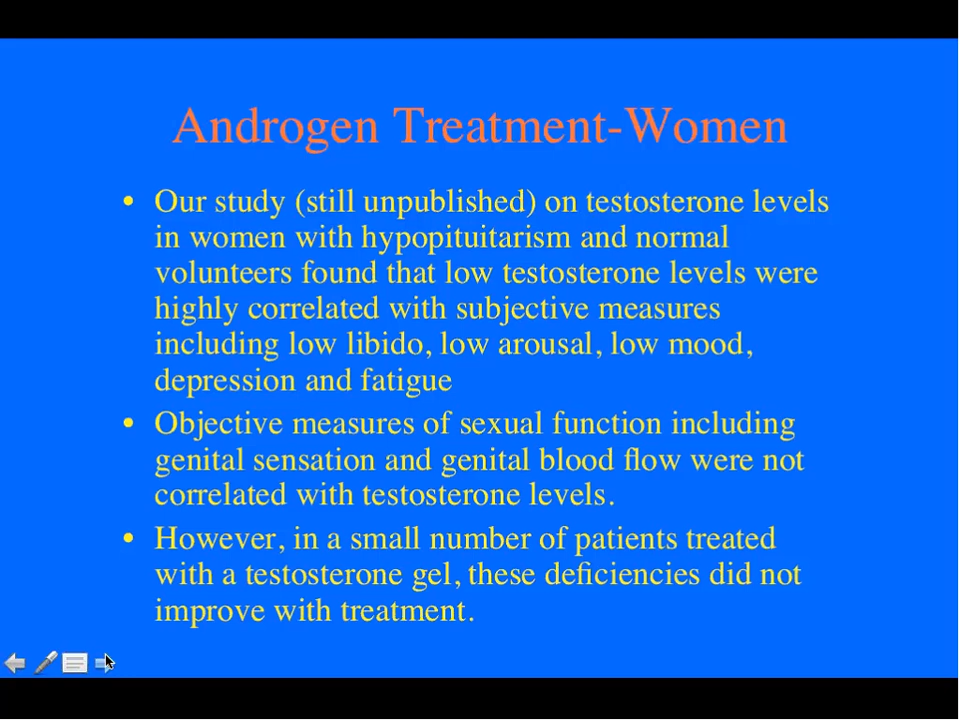 Androgen Treatment-Women
• Our study (still unpublished) on testosterone levels
in women with hypopituitarism and normal
volunteers found that low testosterone levels were
highly correlated with subjective measures
including low libido, low arousal, low mood,
depression and fatigue
• Objective measures of sexual function including
genital sensation and genital blood flow were not
correlated with testosterone levels.
• However, in a small number of patients treated
with a testosterone gel, these deficiencies did not
improve with treatment.